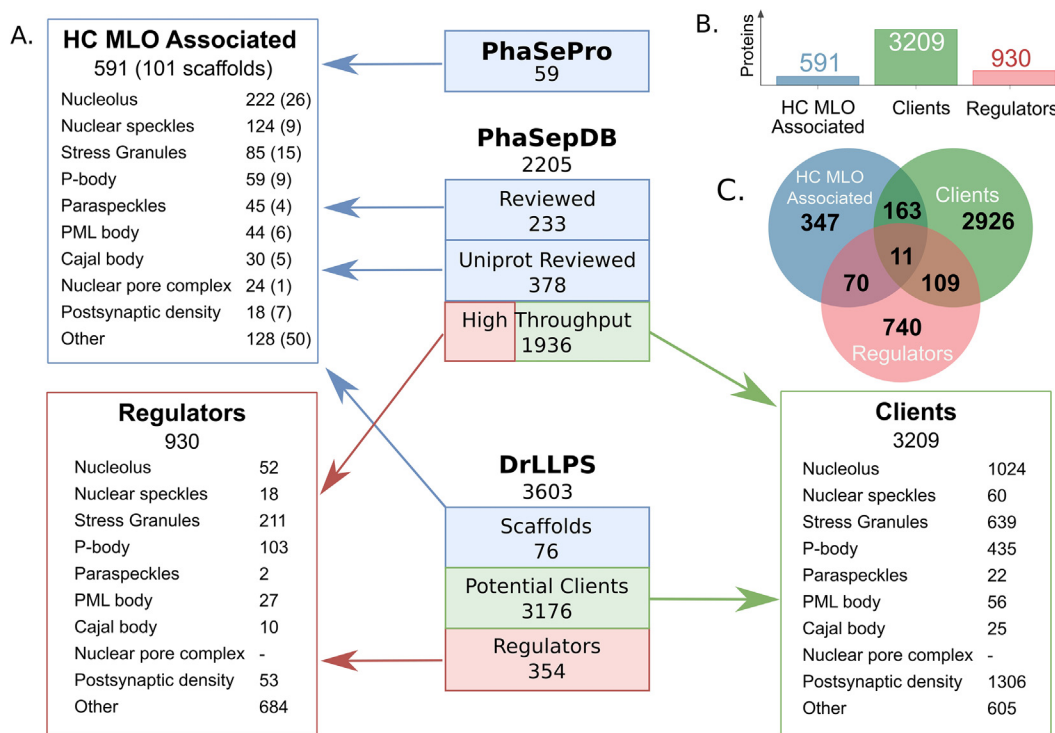 A.
HC MLO Associated
591 (101 scaffolds)
Nucleolus 222 (26)
Nuclear speckles 124 (9)
Stress Granules 85 (15)
P-body 59 (9)
Paraspeckles 45 (4)
PML body 44 (6)
Cajal body 30 (5)
Nuclear pore complex 24 (1)
Postsynaptic density 18 (7)
Other 128 (50)
Regulators
930
Nucleolus 52
Nuclear speckles 18
Stress Granules 211
P-body 103
Paraspeckles 2
PML body 27
Cajal body 10
Nuclear pore complex -
Postsynaptic density 53
Other 684
PhaSePro
59
PhaSepDB
2205
Reviewed
233
Uniprot Reviewed
378
High Throughput
1936
DrLLPS
3603
Scaffolds
76
Potential Clients
3176
Regulators
354
B.
Proteins
591
3209
930
HC MLO
Associated
Clients
Regulators
C.
HC MLO
Associated
347
163
Clients
2926
11
70
109
740
Regulators
Clients
3209
Nucleolus 1024
Nuclear speckles 60
Stress Granules 639
P-body 435
Paraspeckles 22
PML body 56
Cajal body 25
Nuclear pore complex -
Postsynaptic density 1306
Other 605